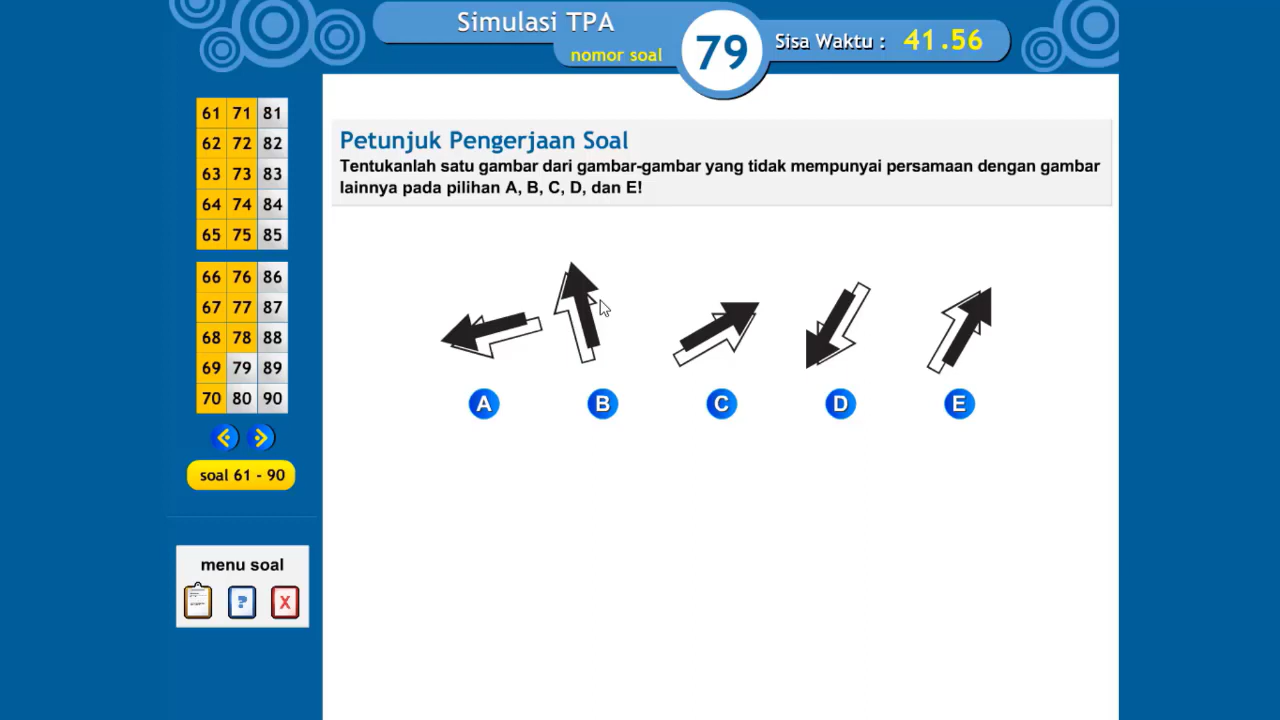 Simulasi TPA
nomor soal
79
Sisa Waktu : 41.56
61 71 81
62 72 82
63 73 83
64 74 84
65 75 85
66 76 86
67 77 87
68 78 88
69 79 89
70 80 90
soal 61 - 90
menu soal
?
X
Petunjuk Pengerjaan Soal
Tentukanlah satu gambar dari gambar-gambar yang tidak mempunyai persamaan dengan gambar
lainnya pada pilihan A, B, C, D, dan E!
A B C D E